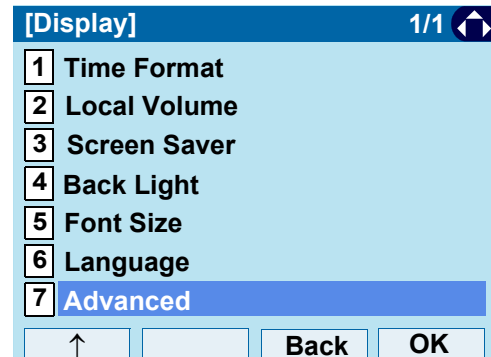 [Display] 1/1
1 Time Format
2 Local Volume
3 Screen Saver
4 Back Light
5 Font Size
6 Language
7 Advanced
↑ Back OK